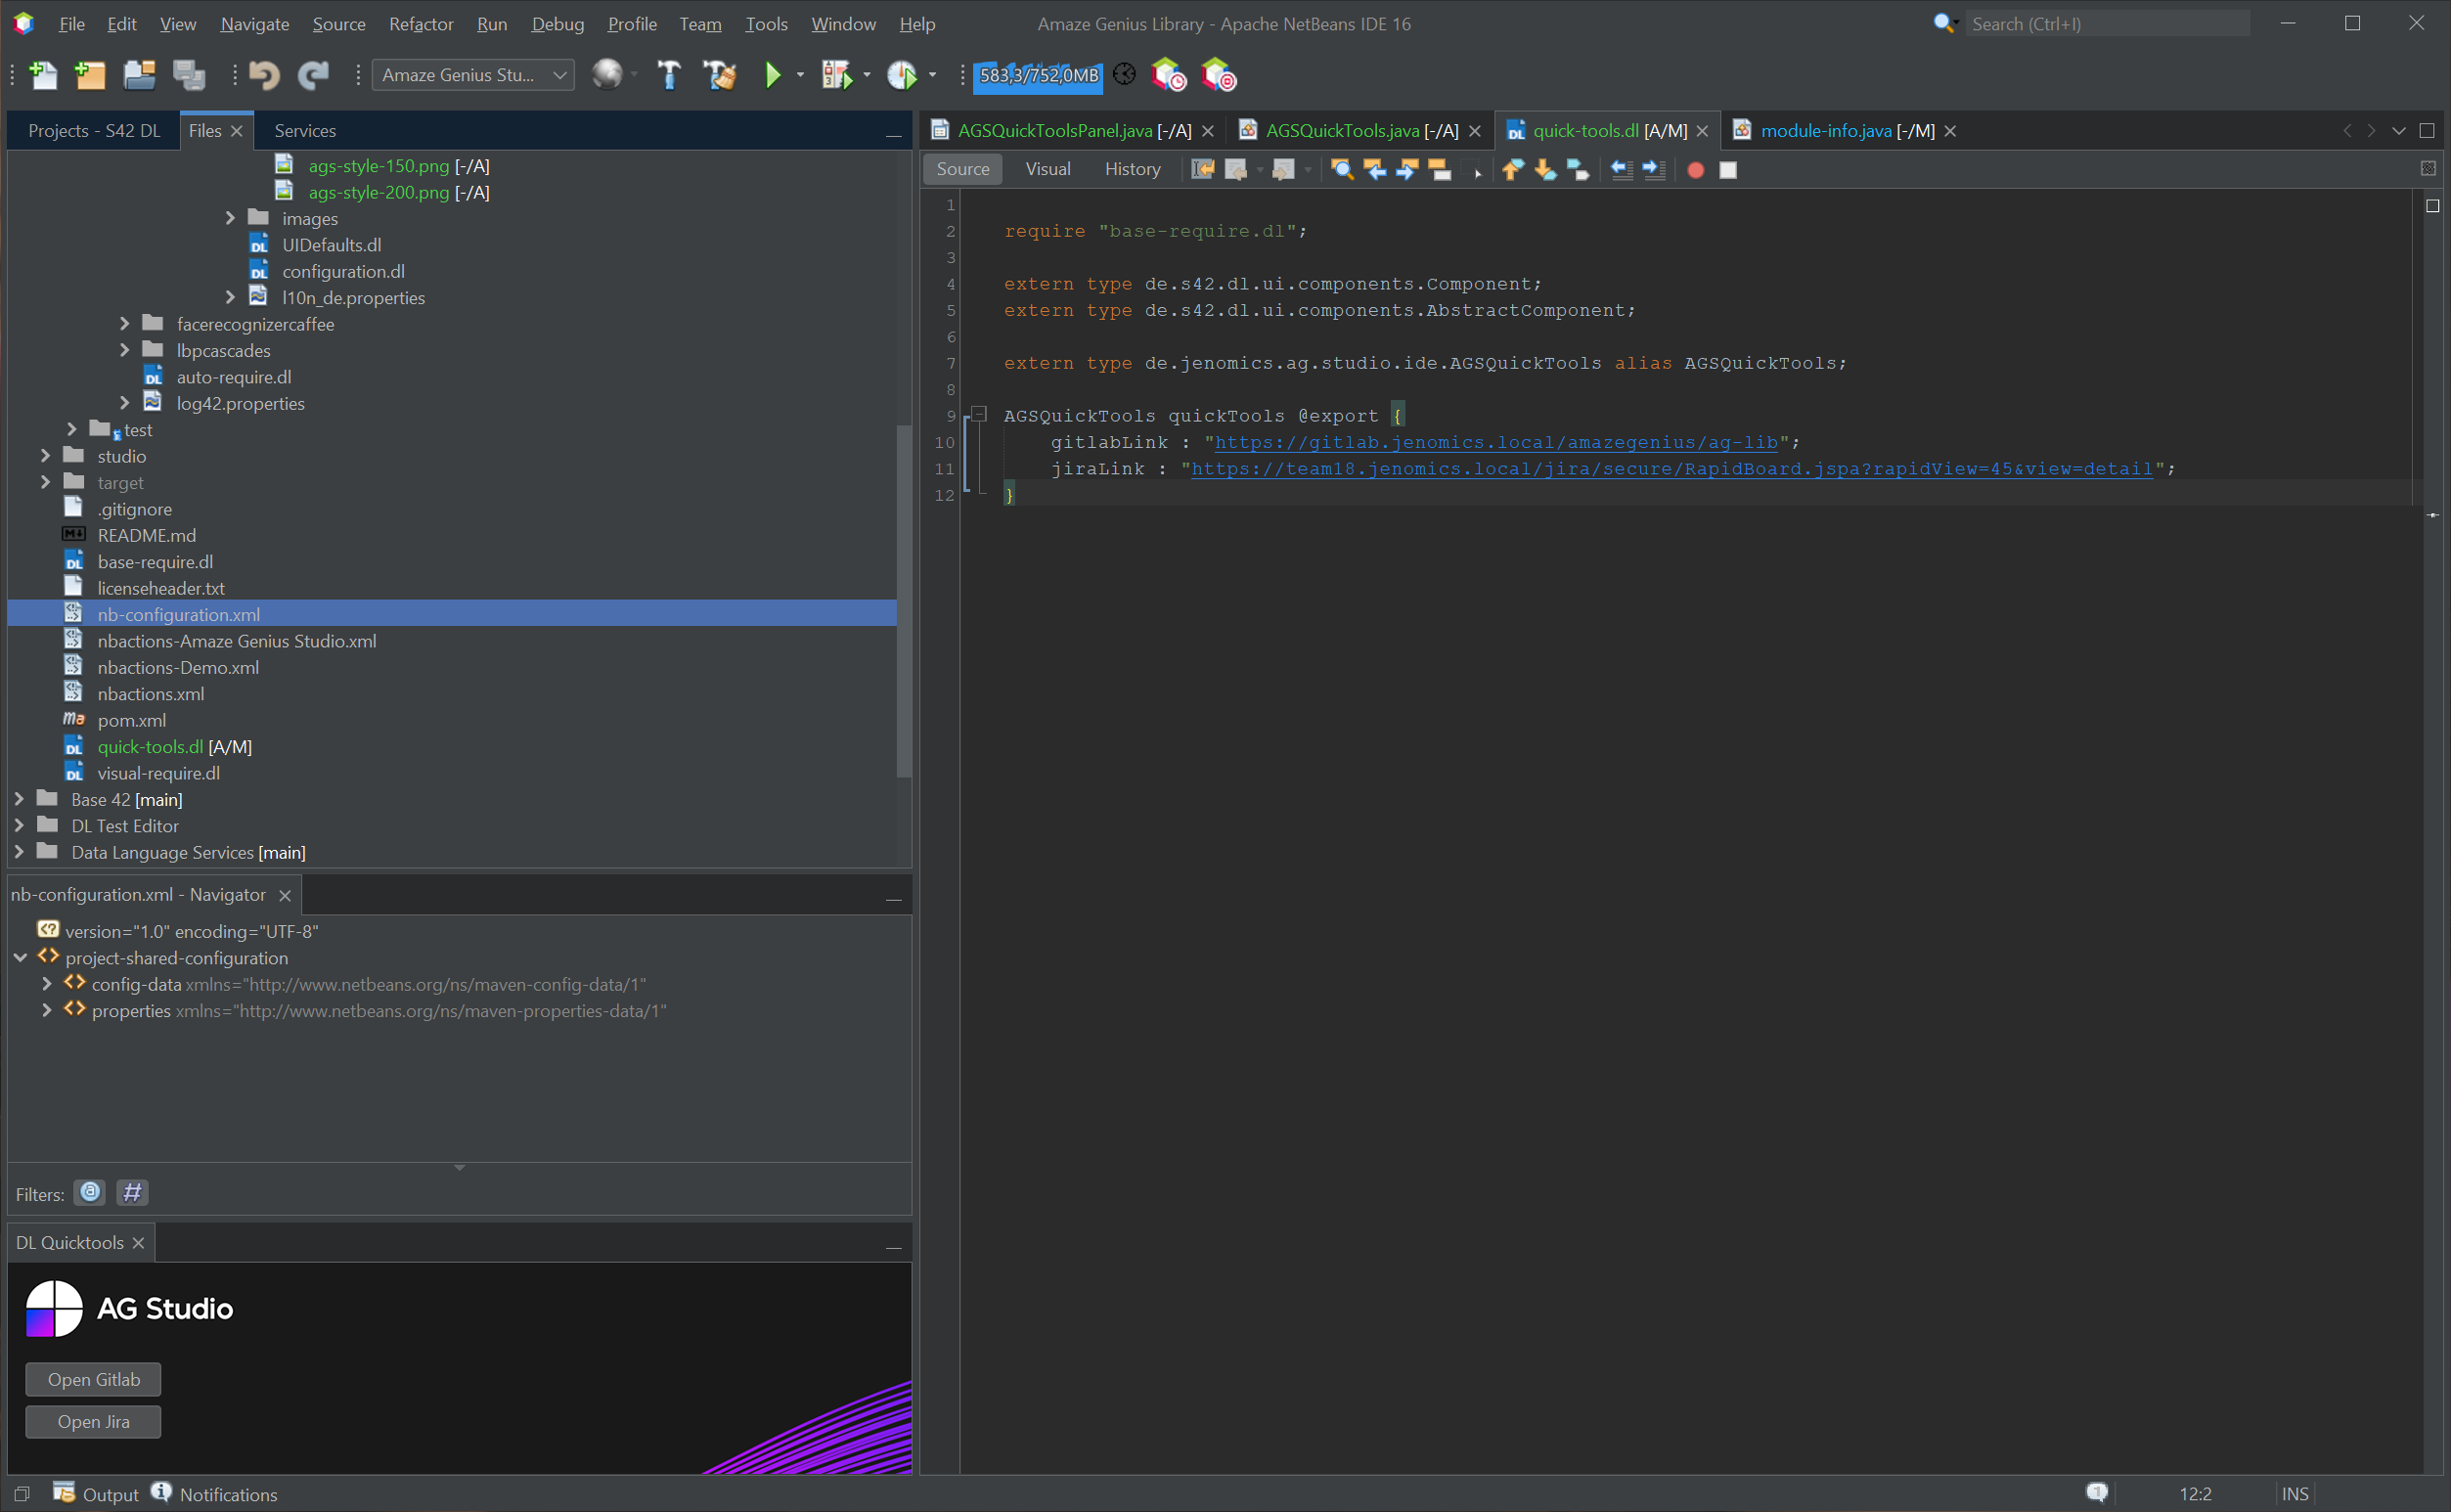 File Edit View Navigate Source Refactor Run Debug Profile Team Tools Window Help
Amaze Genius Library - Apache NetBeans IDE 16
Search (Ctrl+I)
Amaze Genius Stu...
583,3/752,0MB
Projects - S42 DL
Files
Services
ags-style-150.png [-/A]
ags-style-200.png [-/A]
images
UIDefaults.dl
configuration.dl
l10n_de.properties
facerecognizercaffee
lbpcascades
auto-require.dl
log42.properties
test
studio
target
.gitignore
README.md
base-require.dl
licenseheader.txt
nb-configuration.xml
nbactions-Amaze Genius Studio.xml
nbactions-Demo.xml
nbactions.xml
pom.xml
quick-tools.dl [A/M]
visual-require.dl
Base 42 [main]
DL Test Editor
Data Language Services [main]
nb-configuration.xml - Navigator
version="1.0" encoding="UTF-8"
project-shared-configuration
config-data xmlns="http://www.netbeans.org/ns/maven-config-data/1"
properties xmlns="http://www.netbeans.org/ns/maven-properties-data/1"
Filters:
DL Quicktools
AG Studio
Open Gitlab
Open Jira
AGSQuickToolsPanel.java [-/A]
AGSQuickTools.java [-/A]
quick-tools.dl [A/M]
module-info.java [-/M]
Source Visual History
1
2 require "base-require.dl";
3
4 extern type de.s42.dl.ui.components.Component;
5 extern type de.s42.dl.ui.components.AbstractComponent;
6
7 extern type de.jenomics.ag.studio.ide.AGSQuickTools alias AGSQuickTools;
8
9 AGSQuickTools quickTools @export {
10 gitlabLink : "https://gitlab.jenomics.local/amazegenius/ag-lib";
11 jiraLink : "https://team18.jenomics.local/jira/secure/RapidBoard.jspa?rapidView=45&view=detail";
12 }
Output
Notifications
1
12:2
INS